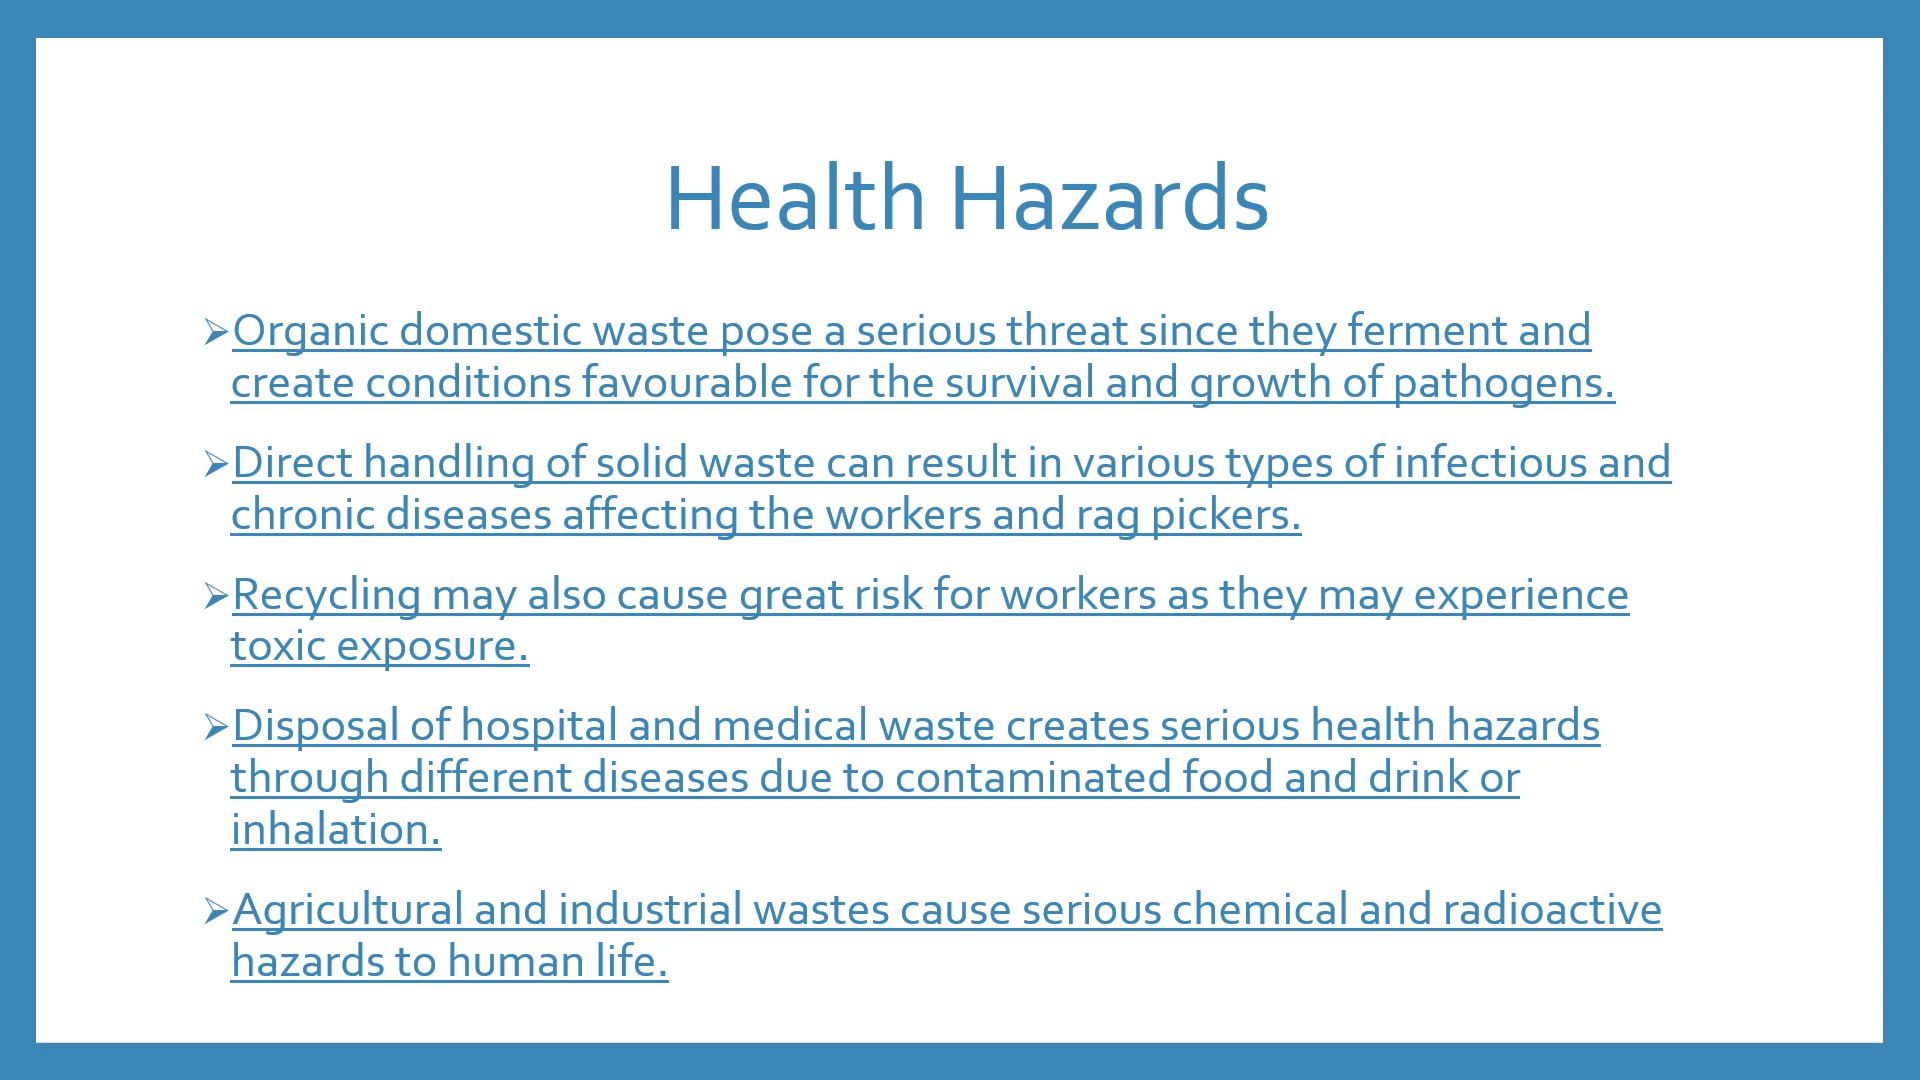 Health Hazards
➢Organic domestic waste pose a serious threat since they ferment and
create conditions favourable for the survival and growth of pathogens.
➢Direct handling of solid waste can result in various types of infectious and
chronic diseases affecting the workers and rag pickers.
➢Recycling may also cause great risk for workers as they may experience
toxic exposure.
➢Disposal of hospital and medical waste creates serious health hazards
through different diseases due to contaminated food and drink or
inhalation.
➢Agricultural and industrial wastes cause serious chemical and radioactive
hazards to human life.